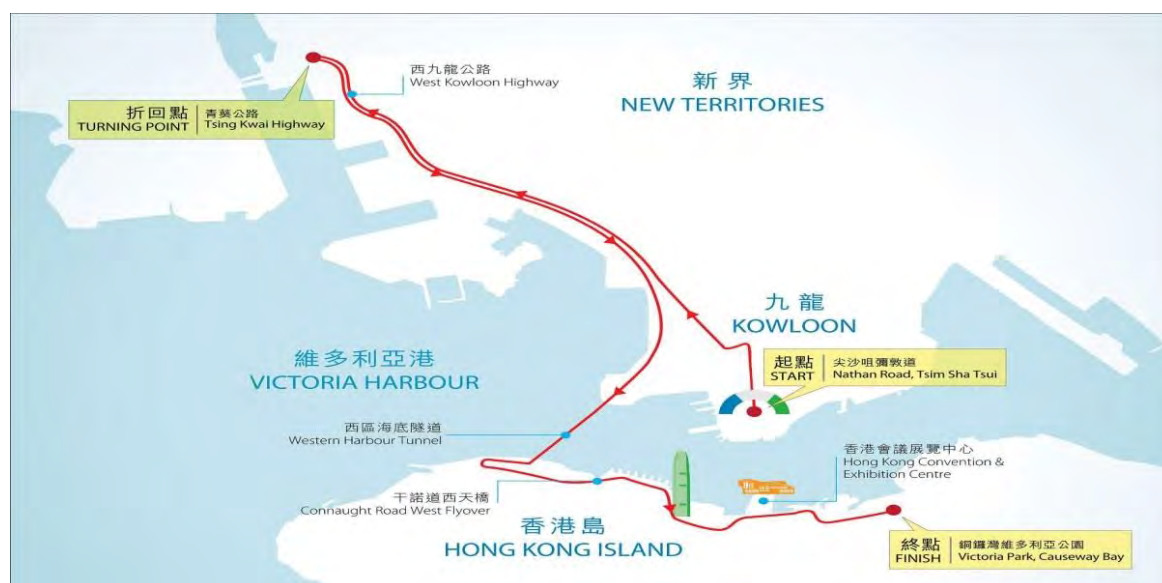 西九龍公路
West Kowloon Highway
新界
NEW TERRITORIES
折回點
TURNING POINT
青葵公路
Tsing Kwai Highway
九龍
KOWLOON
維多利亞港
VICTORIA HARBOUR
起點
START
尖沙咀彌敦道
Nathan Road, Tsim Sha Tsui
西區海底隧道
Western Harbour Tunnel
香港會議展覽中心
Hong Kong Convention &
Exhibition Centre
干諾道西天橋
Connaught Road West Flyover
香港島
HONG KONG ISLAND
終點
FINISH
銅鑼灣維多利亞公園
Victoria Park, Causeway Bay